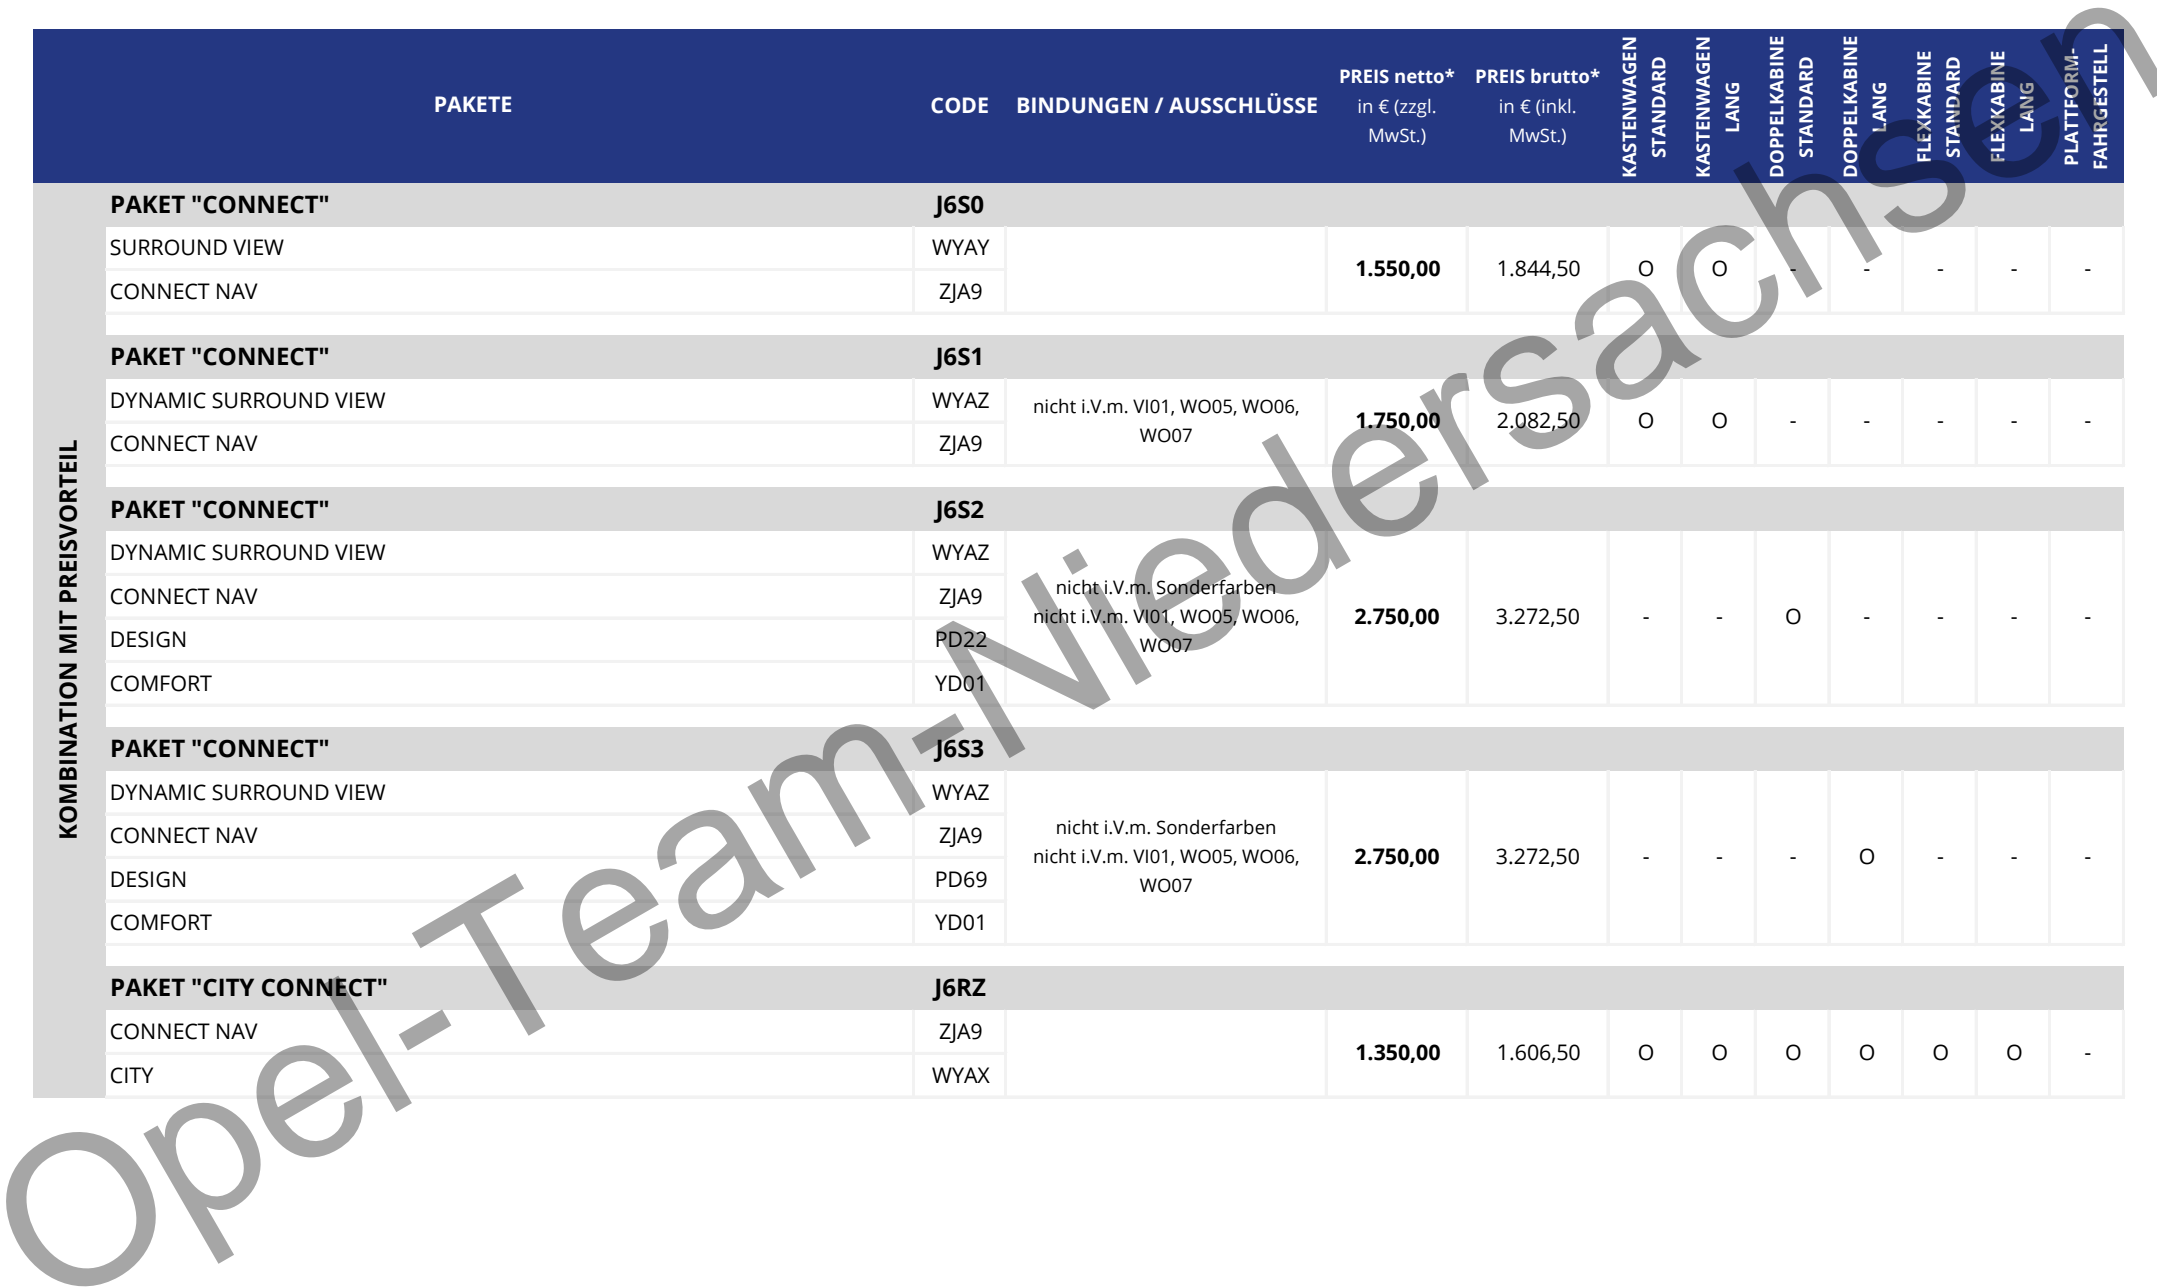 PAKETE CODE BINDUNGEN / AUSSCHLÜSSE PREIS netto* in € (zzgl. MwSt.) PREIS brutto* in € (inkl. MwSt.) KASTENWAGEN STANDARD KASTENWAGEN LANG DOPPELKABINE STANDARD DOPPELKABINE LANG FLEXKABINE STANDARD FLEXKABINE LANG PLATTFORM-FAHRGESTELL
KOMBINATION MIT PREISVORTEIL
PAKET "CONNECT" J6S0
SURROUND VIEW WYAY
1.550,00 1.844,50 O O - - - - -
CONNECT NAV ZJA9
PAKET "CONNECT" J6S1
DYNAMIC SURROUND VIEW WYAZ
nicht i.V.m. VI01, WO05, WO06,
WO07
1.750,00 2.082,50 O O - - - - -
CONNECT NAV ZJA9
PAKET "CONNECT" J6S2
DYNAMIC SURROUND VIEW WYAZ
CONNECT NAV ZJA9
nicht i.V.m. Sonderfarben
nicht i.V.m. VI01, WO05, WO06,
WO07
2.750,00 3.272,50 - - O - - - -
DESIGN PD22
COMFORT YD01
PAKET "CONNECT" J6S3
DYNAMIC SURROUND VIEW WYAZ
CONNECT NAV ZJA9
nicht i.V.m. Sonderfarben
nicht i.V.m. VI01, WO05, WO06,
WO07
2.750,00 3.272,50 - - - O - - -
DESIGN PD69
COMFORT YD01
PAKET "CITY CONNECT" J6RZ
CONNECT NAV ZJA9
1.350,00 1.606,50 O O O O O O -
CITY WYAX
Opel-Team-Niedersachsen